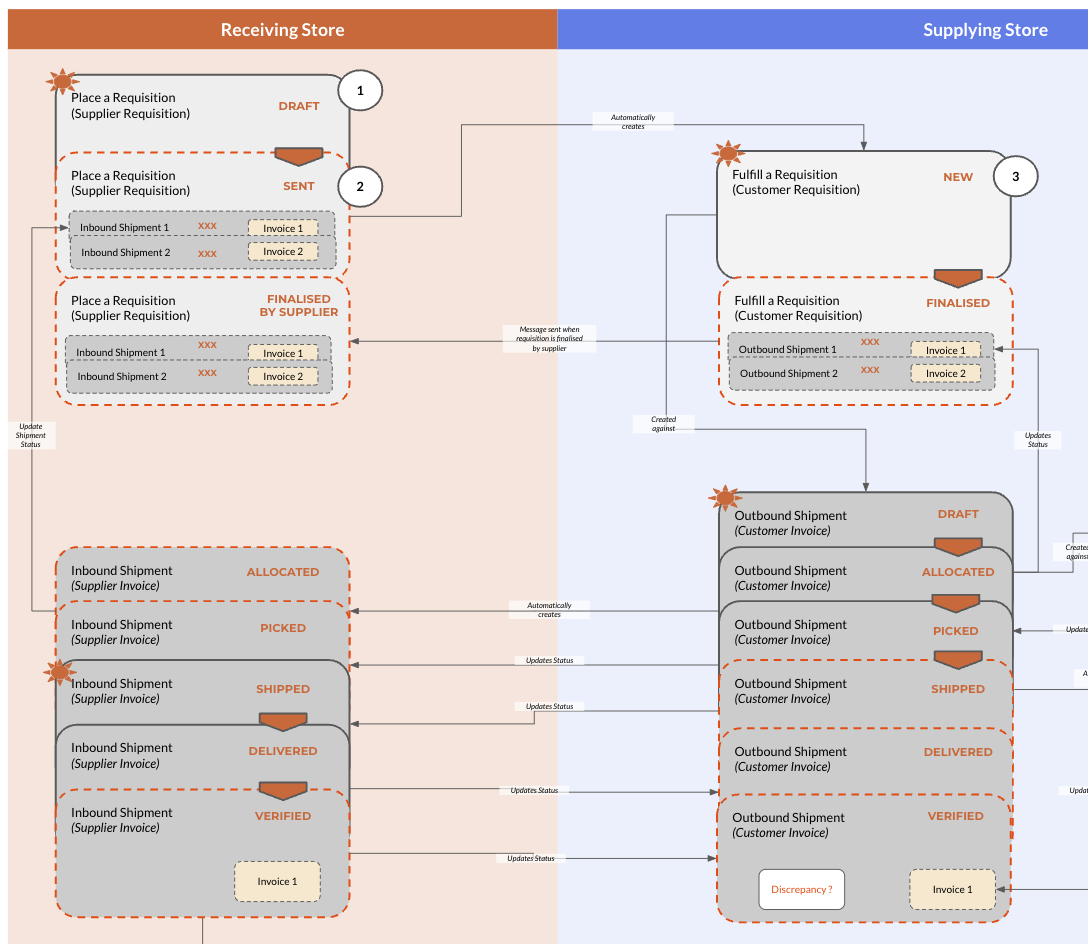 Receiving Store
Supplying Store
Place a Requisition
(Supplier Requisition)
DRAFT
1
Place a Requisition
(Supplier Requisition)
SENT
2
Inbound Shipment 1
XXX
Invoice 1
Inbound Shipment 2
XXX
Invoice 2
Place a Requisition
(Supplier Requisition)
FINALISED
BY SUPPLIER
Inbound Shipment 1
XXX
Invoice 1
Inbound Shipment 2
XXX
Invoice 2
Automatically
creates
Fulfill a Requisition
(Customer Requisition)
NEW
3
Fulfill a Requisition
(Customer Requisition)
FINALISED
Outbound Shipment 1
XXX
Invoice 1
Outbound Shipment 2
XXX
Invoice 2
Message sent when
requisition is finalised
by supplier
Created
against
Update
Shipment
Status
Updates
Status
Inbound Shipment
(Supplier Invoice)
ALLOCATED
Inbound Shipment
(Supplier Invoice)
PICKED
Inbound Shipment
(Supplier Invoice)
SHIPPED
Inbound Shipment
(Supplier Invoice)
DELIVERED
Inbound Shipment
(Supplier Invoice)
VERIFIED
Invoice 1
Automatically
creates
Updates Status
Updates Status
Updates Status
Updates Status
Outbound Shipment
(Customer Invoice)
DRAFT
Outbound Shipment
(Customer Invoice)
ALLOCATED
Outbound Shipment
(Customer Invoice)
PICKED
Outbound Shipment
(Customer Invoice)
SHIPPED
Outbound Shipment
(Customer Invoice)
DELIVERED
Outbound Shipment
(Customer Invoice)
VERIFIED
Discrepancy ?
Invoice 1
Created
against
Update
A
Updat